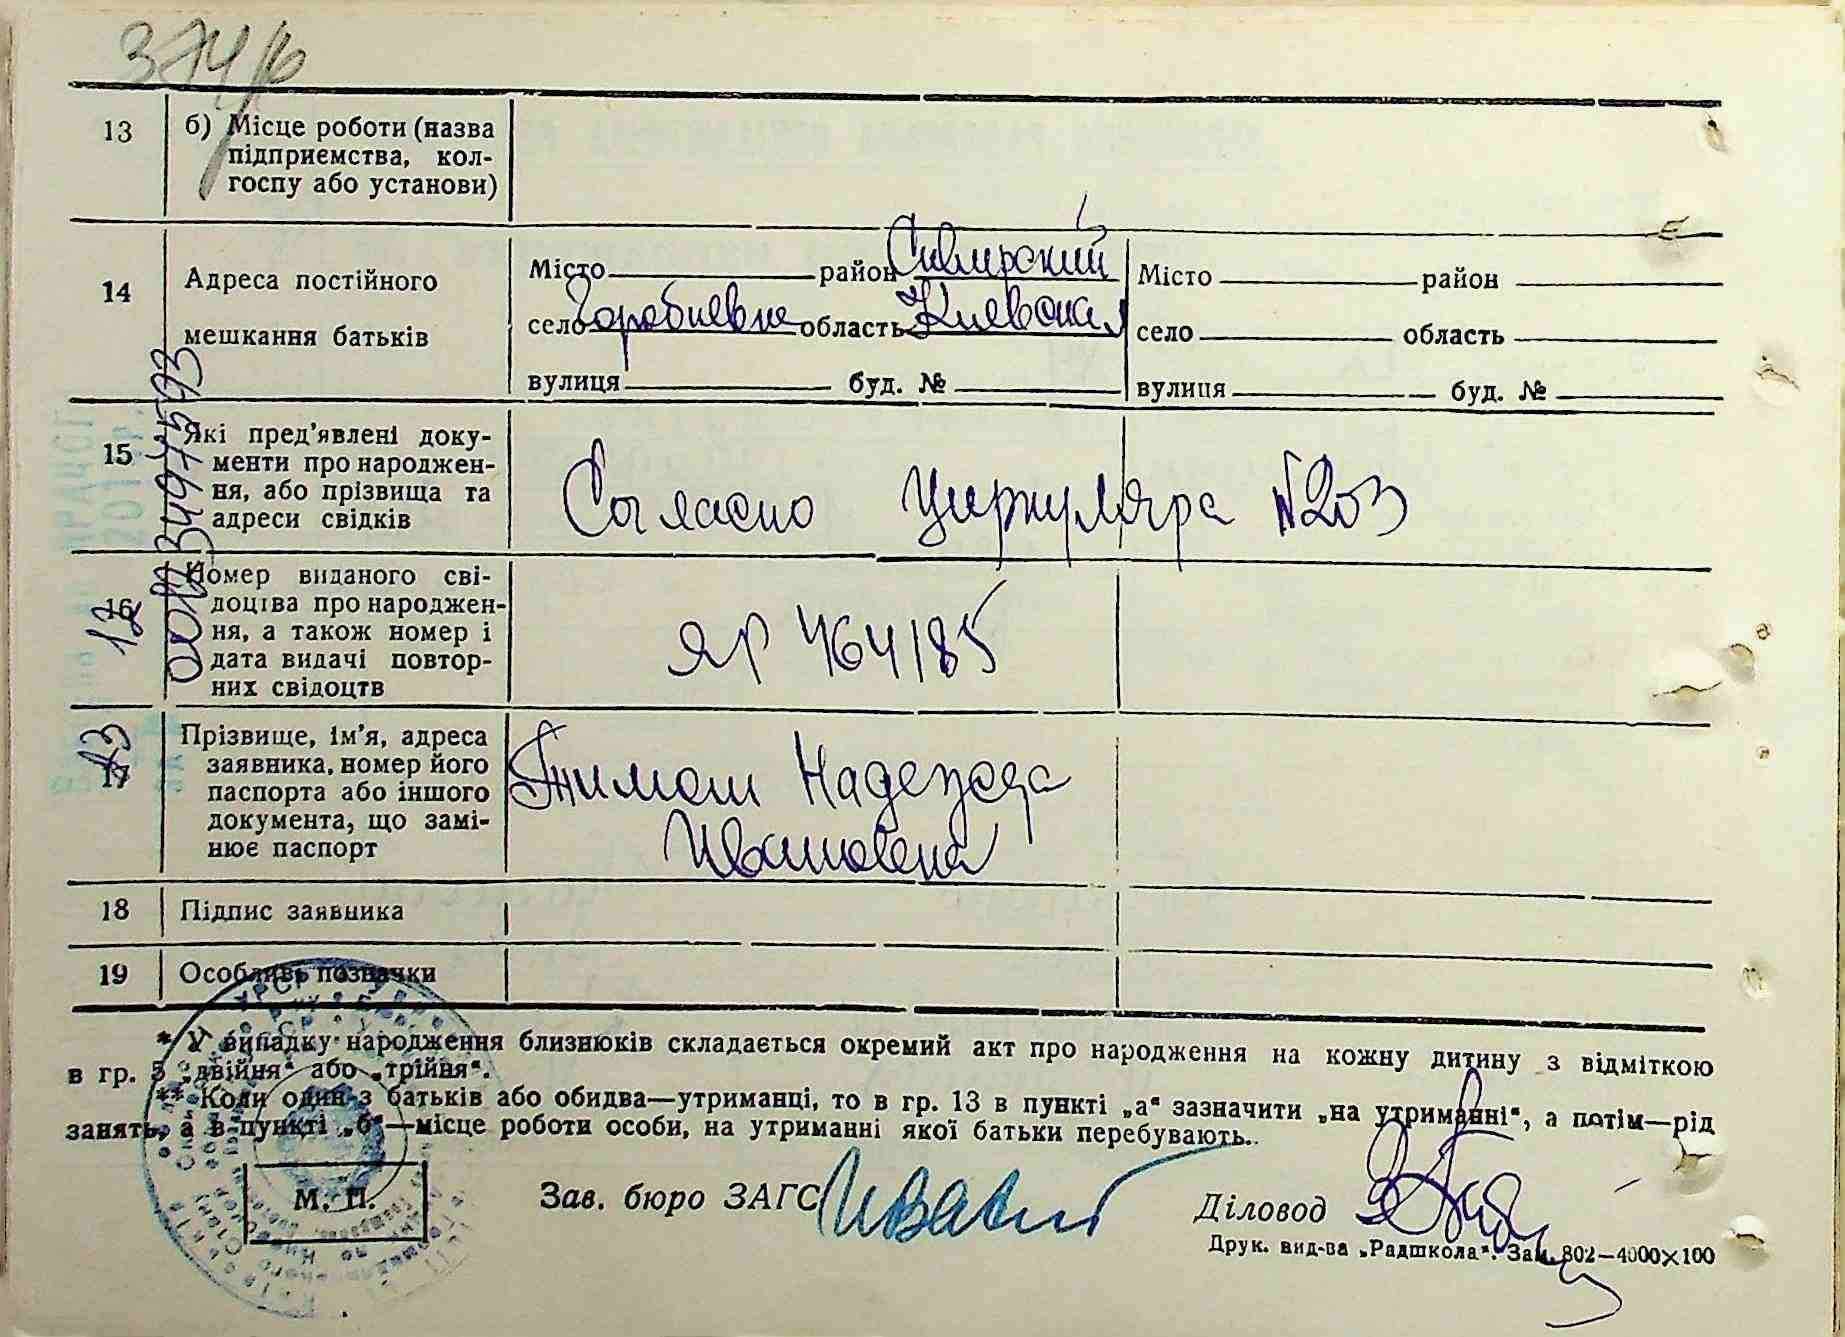 374/6
13 б) Місце роботи (назва
підприємства, кол-
госпу або установи)
14 Адреса постійного
мешкання батьків
Місто район Сквирский
село область Киевская
вулиця буд. №
Місто район
село область
вулиця буд. №
15 Які пред'явлені доку-
менти про народжен-
ня, або прізвища та
адреси свідків
Согласно Циркуляра №203
16 Номер виданого сві-
доцтва про народжен-
ня, а також номер і
дата видачі повтор-
них свідоцтв
ЯР 464185
17 Прізвище, ім'я, адреса
заявника, номер його
паспорта або іншого
документа, що замі-
нює паспорт
Надежда
Ивановна
18 Підпис заявника
19 Особливі позначки
* У випадку народження близнюків складається окремий акт про народження на кожну дитину з відміткою
в гр. 5 „двійня“ або „трійня“.
** Коли один з батьків або обидва—утриманці, то в гр. 13 в пункті „а“ зазначити „на утриманні“, а потім—рід
занять, а в пункті „б“—місце роботи особи, на утриманні якої батьки перебувають.
М. П.
Зав. бюро ЗАГС
Діловод
Друк. вид-ва „Радшкола“. Зам. 802—4000×100